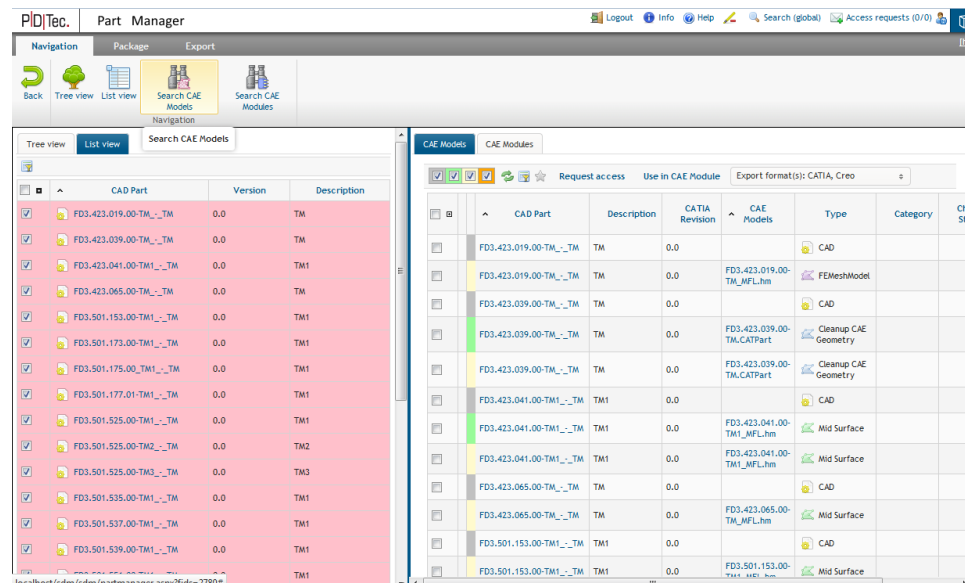 P|D|Tec. Part Manager
Logout Info Help Search (global) Access requests (0/0)
Navigation Package Export
Back Tree view List view Search CAE Models Search CAE Modules
Navigation
Search CAE Models
Tree view List view
CAD Part Version Description
FD3.423.019.00-TM_-_TM 0.0 TM
FD3.423.039.00-TM_-_TM 0.0 TM
FD3.423.041.00-TM1_-_TM 0.0 TM1
FD3.423.065.00-TM_-_TM 0.0 TM
FD3.501.153.00-TM1_-_TM 0.0 TM1
FD3.501.173.00-TM1_-_TM 0.0 TM1
FD3.501.175.00_TM1_-_TM 0.0 TM1
FD3.501.177.01-TM1_-_TM 0.0 TM1
FD3.501.525.00-TM1_-_TM 0.0 TM1
FD3.501.525.00-TM2_-_TM 0.0 TM2
FD3.501.525.00-TM3_-_TM 0.0 TM3
FD3.501.535.00-TM1_-_TM 0.0 TM1
FD3.501.537.00-TM1_-_TM 0.0 TM1
FD3.501.539.00-TM1_-_TM 0.0 TM1
TM1
localhost/sdm/sdm/partmanager.aspx?fids=2780#
CAE Models CAE Modules
Request access Use in CAE Module Export format(s): CATIA, Creo
CAD Part Description CATIA Revision CAE Models Type Category
FD3.423.019.00-TM_-_TM TM 0.0 CAD
FD3.423.019.00-TM_-_TM TM 0.0 FD3.423.019.00-TM_MFL.hm FEMeshModel
FD3.423.039.00-TM_-_TM TM 0.0 CAD
FD3.423.039.00-TM_-_TM TM 0.0 FD3.423.039.00-TM.CATPart Cleanup CAE Geometry
FD3.423.039.00-TM_-_TM TM 0.0 FD3.423.039.00-TM.CATPart Cleanup CAE Geometry
FD3.423.041.00-TM1_-_TM TM1 0.0 CAD
FD3.423.041.00-TM1_-_TM TM1 0.0 FD3.423.041.00-TM1_MFL.hm Mid Surface
FD3.423.041.00-TM1_-_TM TM1 0.0 FD3.423.041.00-TM1_MFL.hm Mid Surface
FD3.423.065.00-TM_-_TM TM 0.0 CAD
FD3.423.065.00-TM_-_TM TM 0.0 FD3.423.065.00-TM_MFL.hm Mid Surface
FD3.501.153.00-TM1_-_TM TM1 0.0 CAD
FD3.501.153.00-TM1_-_TM TM1 0.0 FD3.501.153.00-TM1_MFL.hm Mid Surface